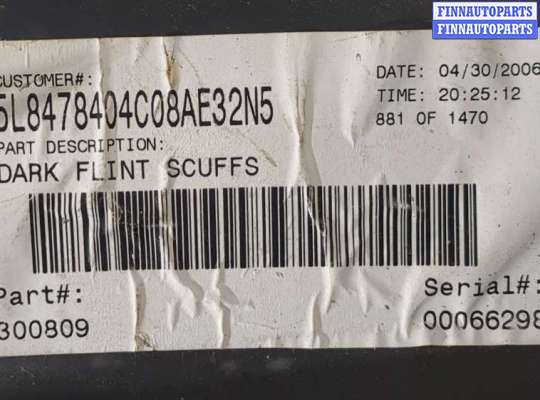 FINNAUTOPARTS
FINNAUTOPARTS
CUSTOMER#:
5L8478404C08AE32N5
PART DESCRIPTION:
DARK FLINT SCUFFS
DATE: 04/30/2006
TIME: 20:25:12
881 OF 1470
Part#:
300809
Serial#:
00066298